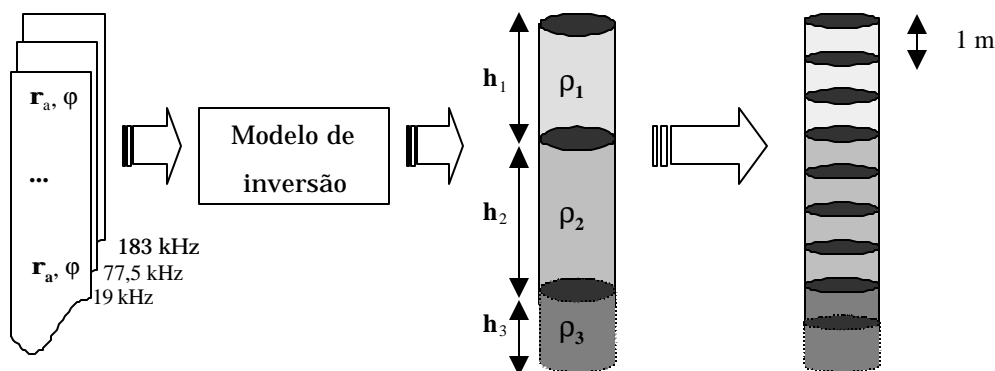 r_a, φ
...
r_a, φ
183 kHz
77,5 kHz
19 kHz
Modelo de
inversão
h_1
ρ_1
h_2
ρ_2
h_3
ρ_3
1 m